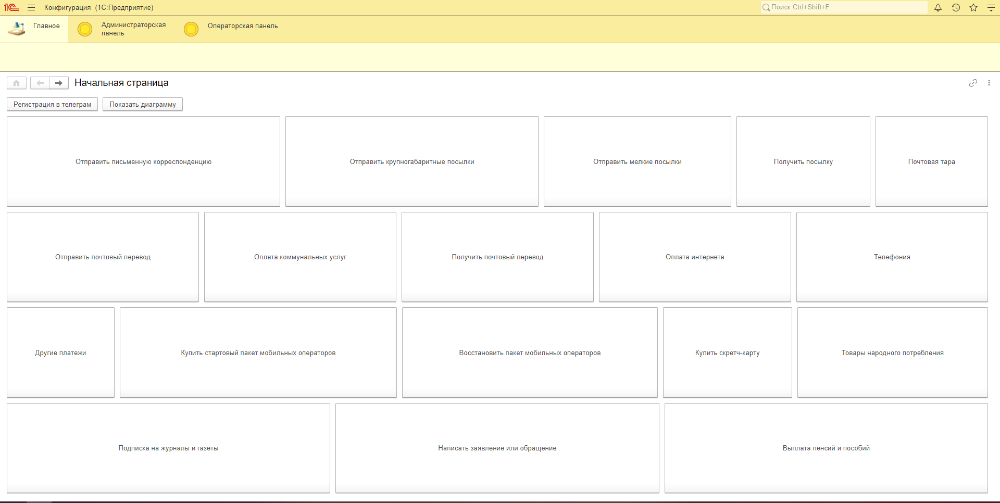 1С Конфигурация (1С:Предприятие) Поиск Ctrl+Shift+F
Главное
Администраторская
панель
Операторская панель
Начальная страница
Регистрация в телеграм
Показать диаграмму
Отправить письменную корреспонденцию
Отправить крупногабаритные посылки
Отправить мелкие посылки
Получить посылку
Почтовая тара
Отправить почтовый перевод
Оплата коммунальных услуг
Получить почтовый перевод
Оплата интернета
Телефония
Другие платежи
Купить стартовый пакет мобильных операторов
Восстановить пакет мобильных операторов
Купить скретч-карту
Товары народного потребления
Подписка на журналы и газеты
Написать заявление или обращение
Выплата пенсий и пособий